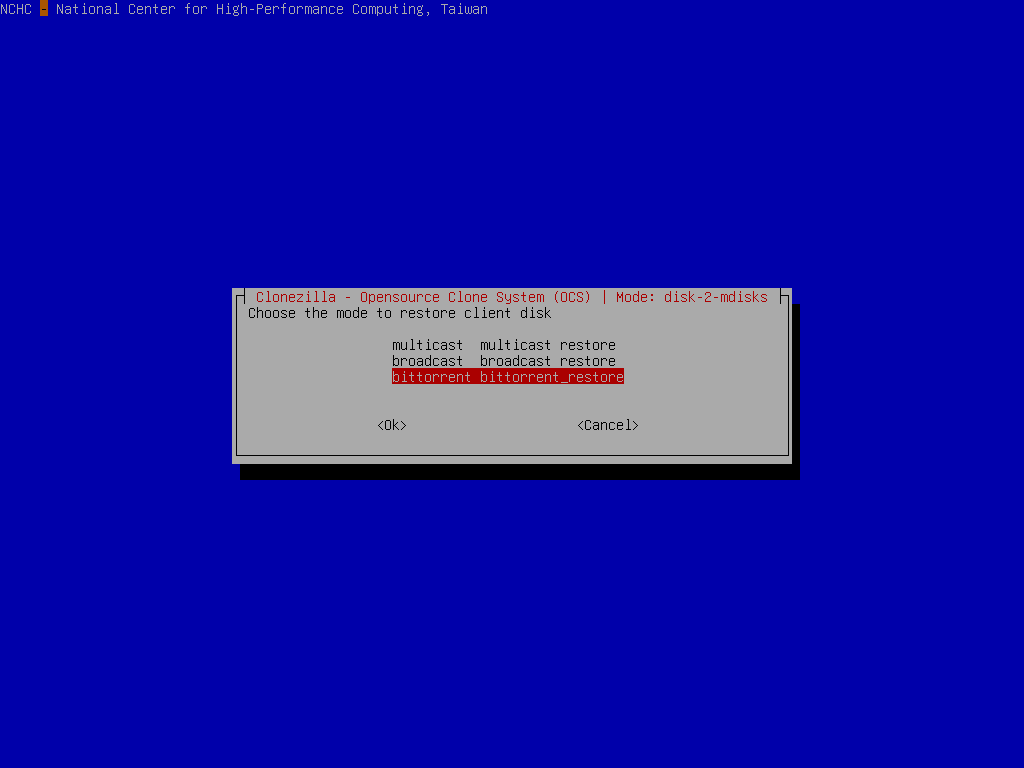 NCHC - National Center for High-Performance Computing, Taiwan
Clonezilla - Opensource Clone System (OCS) | Mode: disk-2-mdisks
Choose the mode to restore client disk
multicast multicast restore
broadcast broadcast restore
bittorrent bittorrent_restore
<Ok> <Cancel>